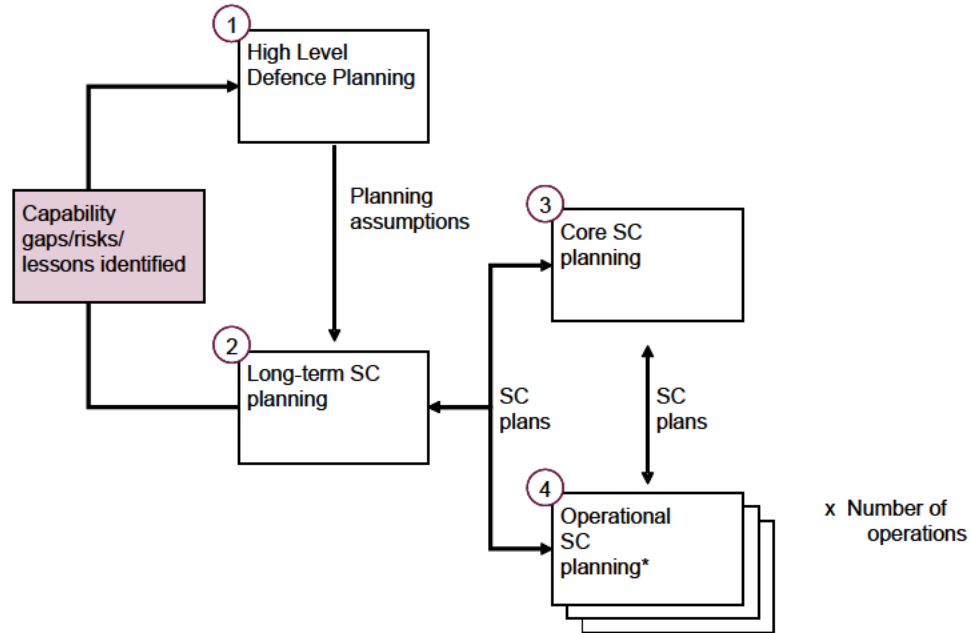 1
High Level
Defence Planning
Planning
assumptions
Capability
gaps/risks/
lessons identified
2
Long-term SC
planning
3
Core SC
planning
SC
plans
SC
plans
4
Operational
SC
planning*
x Number of
operations